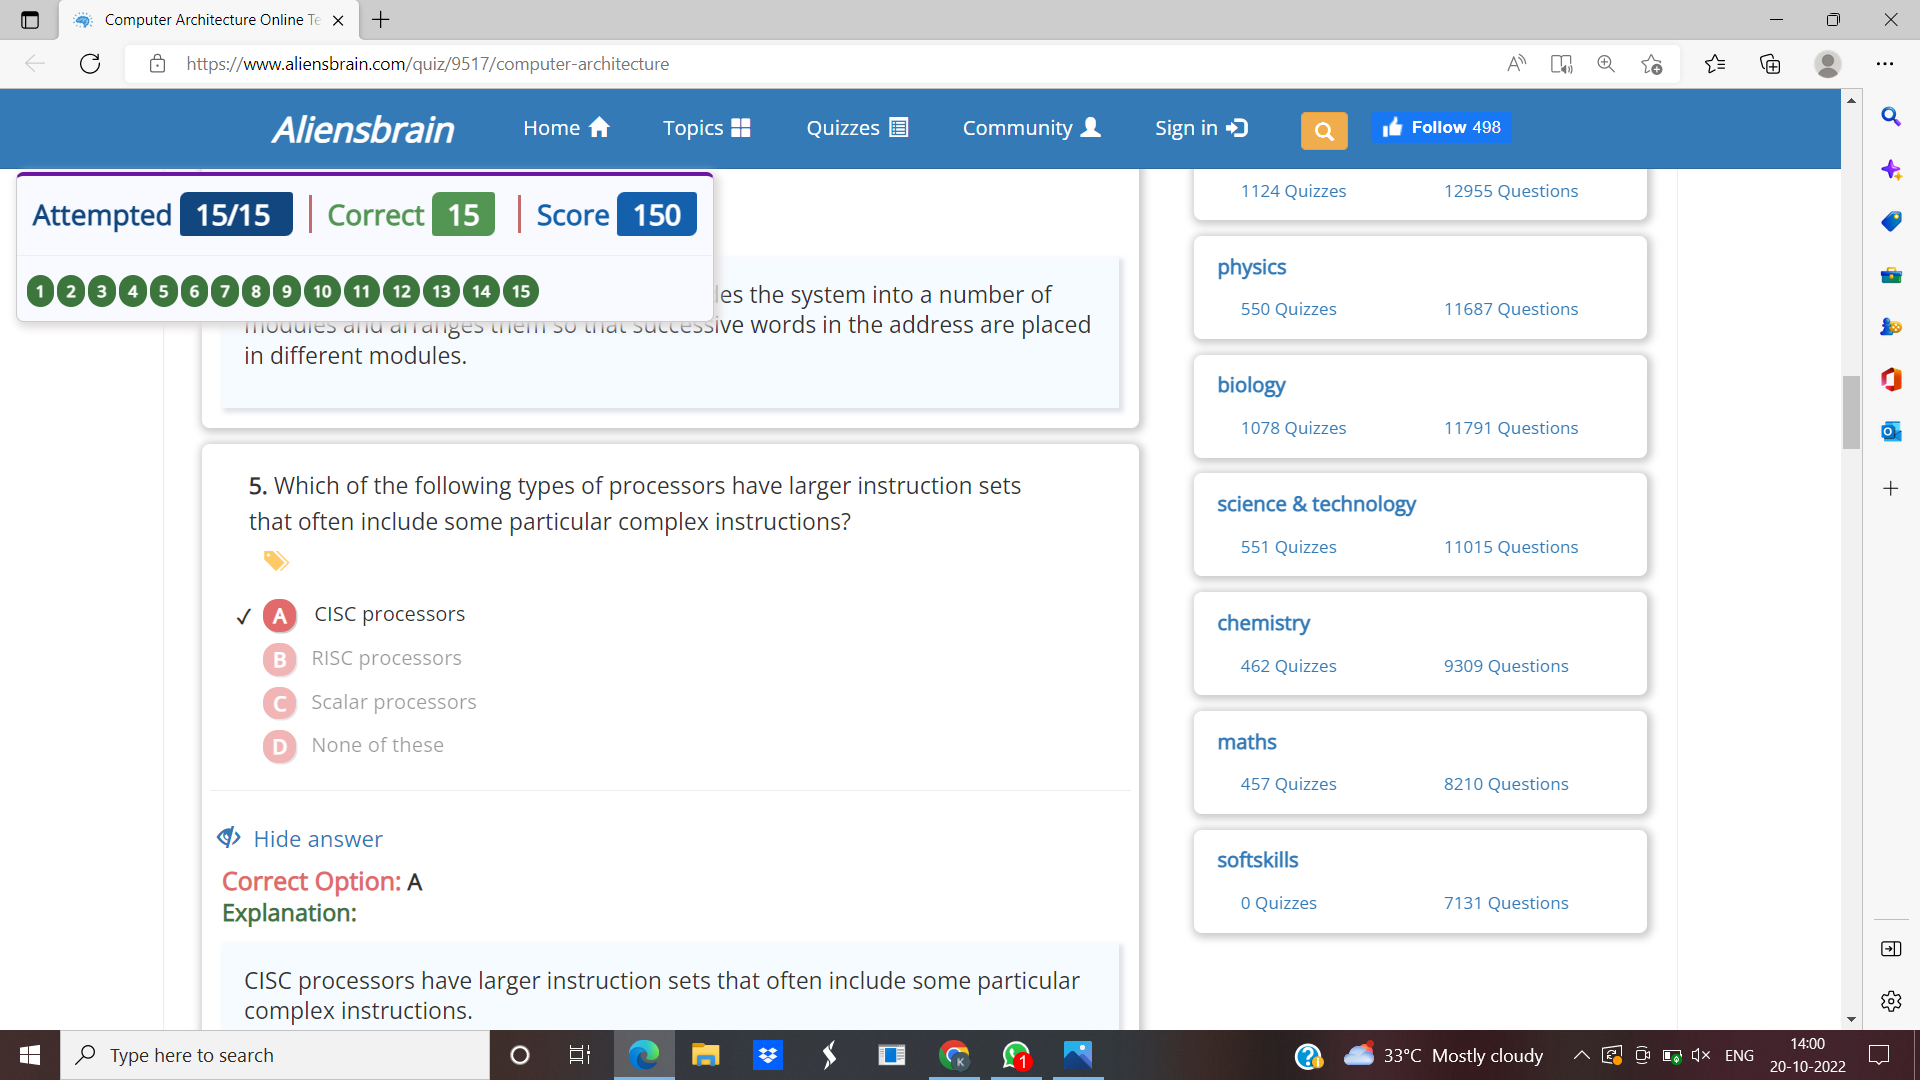 Computer Architecture Online Te
https://www.aliensbrain.com/quiz/9517/computer-architecture
Aliensbrain
Home
Topics
Quizzes
Community
Sign in
Follow 498
Attempted 15/15
Correct 15
Score 150
1 2 3 4 5 6 7 8 9 10 11 12 13 14 15
les the system into a number of
modules and arranges them so that successive words in the address are placed
in different modules.
5. Which of the following types of processors have larger instruction sets
that often include some particular complex instructions?
A CISC processors
B RISC processors
C Scalar processors
D None of these
Hide answer
Correct Option: A
Explanation:
CISC processors have larger instruction sets that often include some particular
complex instructions.
1124 Quizzes 12955 Questions
physics
550 Quizzes 11687 Questions
biology
1078 Quizzes 11791 Questions
science & technology
551 Quizzes 11015 Questions
chemistry
462 Quizzes 9309 Questions
maths
457 Quizzes 8210 Questions
softskills
0 Quizzes 7131 Questions
Type here to search
K
1
33°C Mostly cloudy
ENG
14:00
20-10-2022